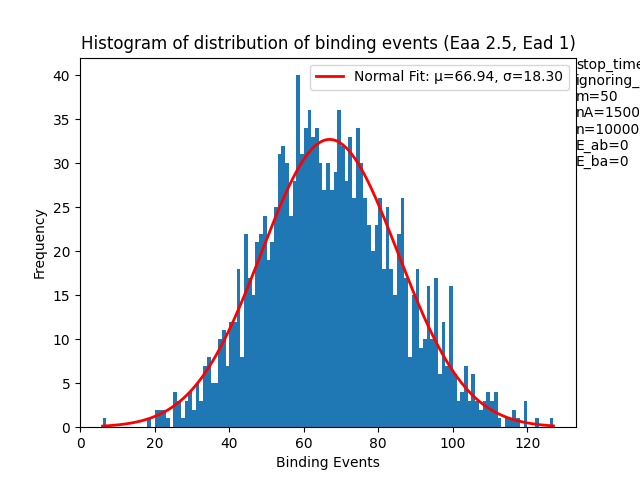 Histogram of distribution of binding events (Eaa 2.5, Ead 1)
Normal Fit: μ=66.94, σ=18.30
stop_time
ignoring_
m=50
nA=1500
n=10000
E_ab=0
E_ba=0
Frequency
40
35
30
25
20
15
10
5
0
0 20 40 60 80 100 120
Binding Events